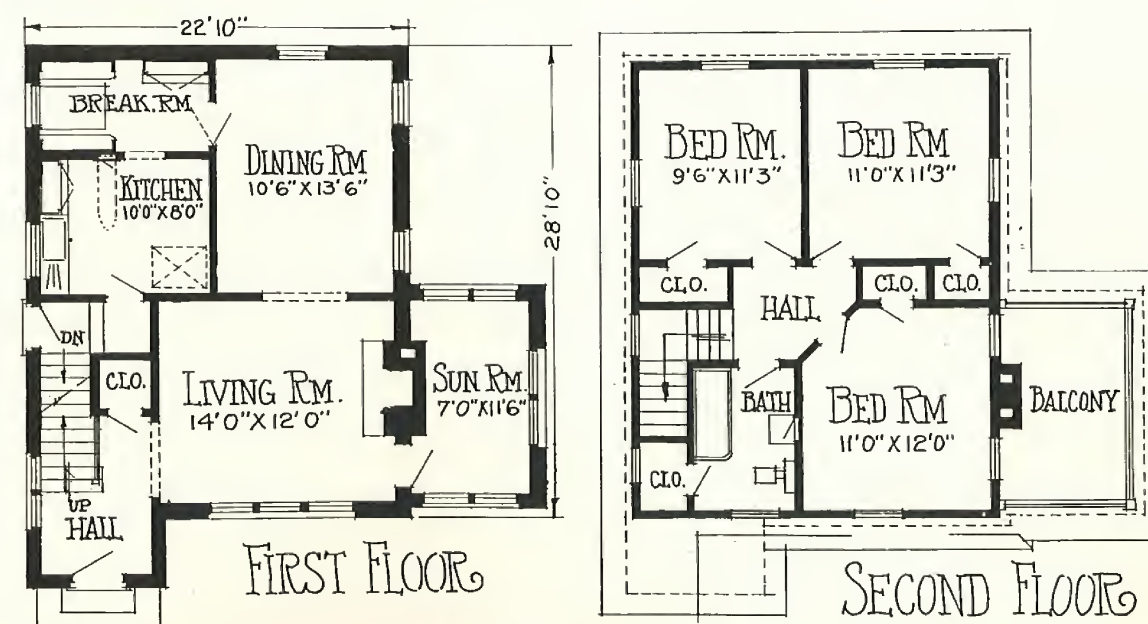 22'10"
BREAK. RM.
DINING RM
10'6"X13'6"
KITCHEN
10'0"X8'0"
28'10"
DN
CLO.
LIVING RM.
14'0"X12'0"
SUN RM.
7'0"X11'6"
UP
HALL
FIRST FLOOR
BED RM.
9'6"X11'3"
BED RM
11'0"X11'3"
CLO.
HALL
CLO.
CLO.
BATH
BED RM
11'0"X12'0"
BALCONY
CLO.
SECOND FLOOR